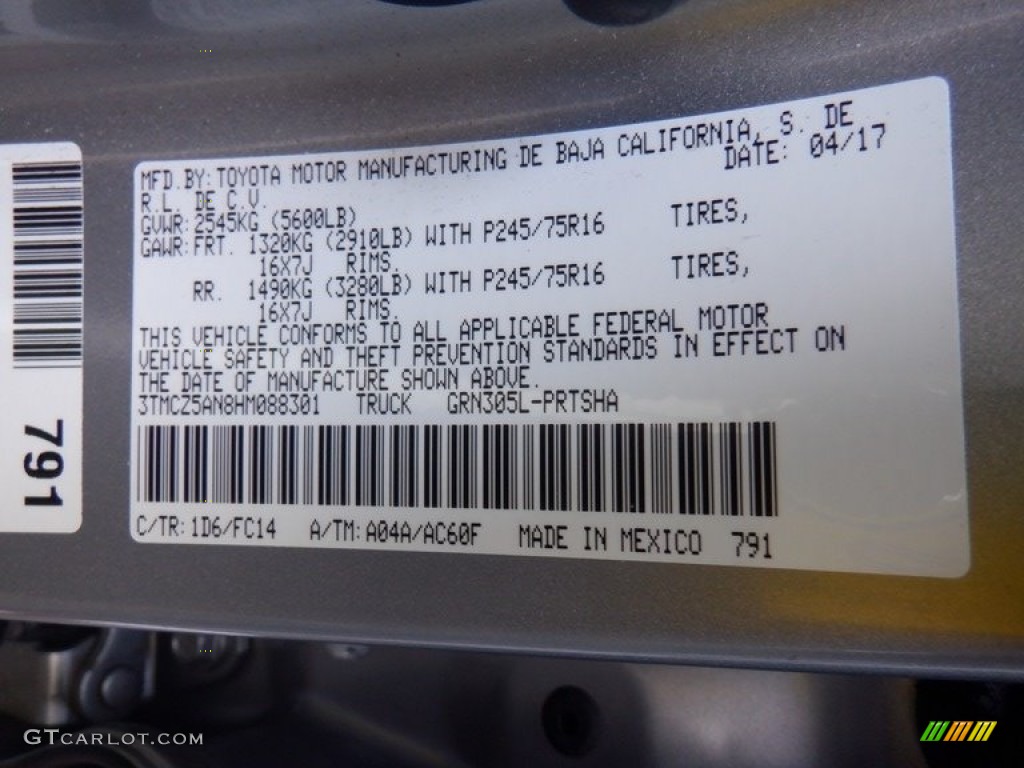 MFD.BY:TOYOTA MOTOR MANUFACTURING DE BAJA CALIFORNIA, S. DE
R.L. DE C.V. DATE: 04/17
GVWR:2545KG (5600LB)
GAWR:FRT. 1320KG (2910LB) WITH P245/75R16 TIRES,
16X7J RIMS.
RR. 1490KG (3280LB) WITH P245/75R16 TIRES,
16X7J RIMS.
THIS VEHICLE CONFORMS TO ALL APPLICABLE FEDERAL MOTOR
VEHICLE SAFETY AND THEFT PREVENTION STANDARDS IN EFFECT ON
THE DATE OF MANUFACTURE SHOWN ABOVE.
3TMCZ5AN8HM088301 TRUCK GRN305L-PRTSHA
C/TR:1D6/FC14 A/TM:A04A/AC60F MADE IN MEXICO 791
791
GTCARLOT.COM